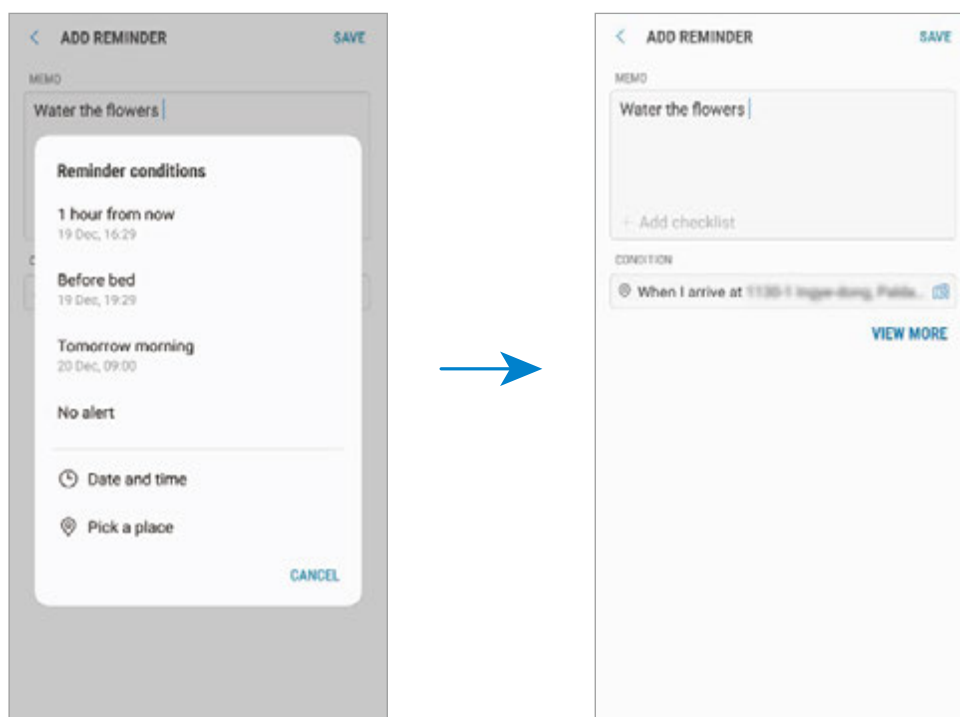 ADD REMINDER SAVE
MEMO
Water the flowers
Reminder conditions
1 hour from now
19 Dec, 16:29
Before bed
19 Dec, 19:29
Tomorrow morning
20 Dec, 09:00
No alert
Date and time
Pick a place
CANCEL
ADD REMINDER SAVE
MEMO
Water the flowers
+ Add checklist
CONDITION
When I arrive at
VIEW MORE